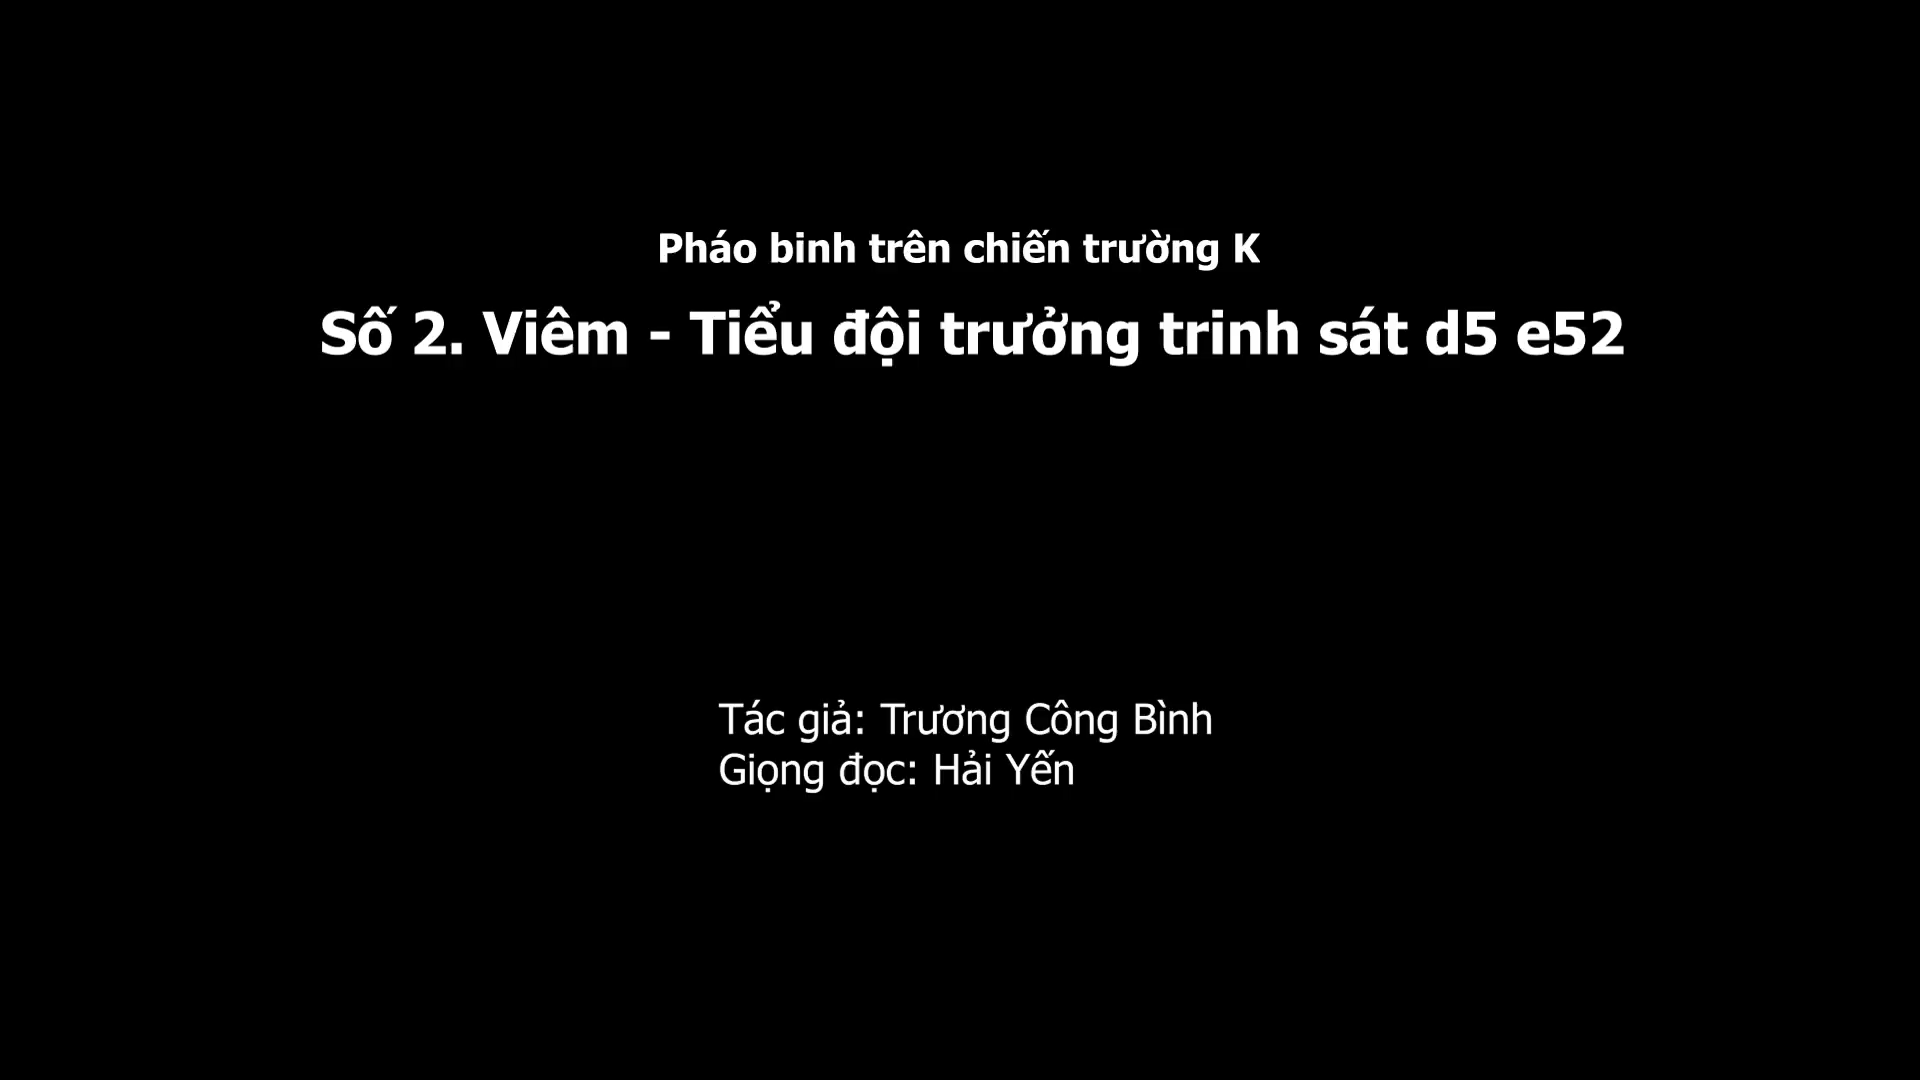 Pháo binh trên chiến trường K
Số 2. Viêm - Tiểu đội trưởng trinh sát d5 e52
Tác giả: Trương Công Bình
Giọng đọc: Hải Yến